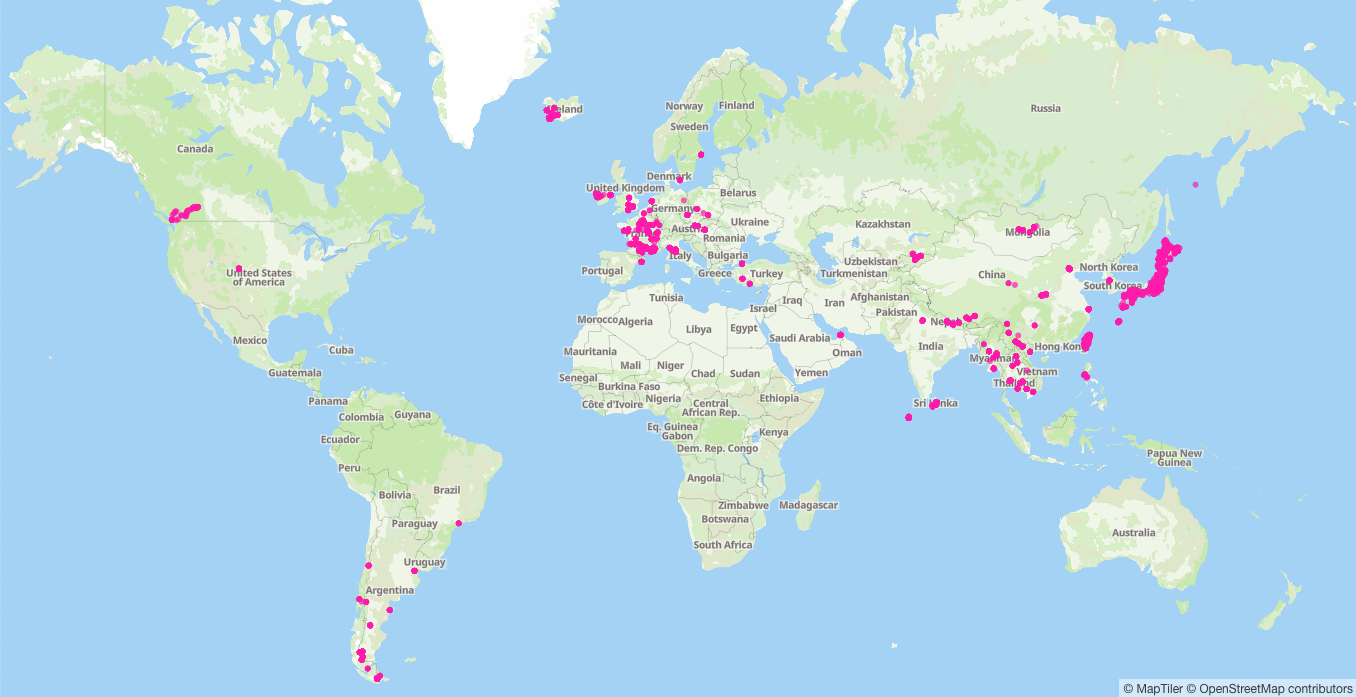 Iceland
Norway
Finland
Russia
Sweden
Canada
Denmark
United Kingdom
Belarus
Germany
Ukraine
Kazakhstan
France
Austria
Mongolia
Romania
Italy
Bulgaria
Uzbekistan
North Korea
United States
of America
Portugal
Greece
Turkey
Turkmenistan
China
South Korea
Tunisia
Iraq
Iran
Afghanistan
Israel
Pakistan
Morocco
Algeria
Nepal
Libya
Egypt
Mexico
Saudi Arabia
India
Hong Kong
Cuba
Mauritania
Oman
Myanmar
Guatemala
Mali
Niger
Chad
Sudan
Yemen
Vietnam
Senegal
Burkina Faso
Thailand
Panama
Côte d'Ivoire
Nigeria
Central
African Rep.
Ethiopia
Sri Lanka
Colombia
Guyana
Eq. Guinea
Gabon
Kenya
Ecuador
Dem. Rep. Congo
Papua New
Guinea
Peru
Angola
Bolivia
Brazil
Zimbabwe
Madagascar
Paraguay
Botswana
Australia
South Africa
Uruguay
Argentina
© MapTiler © OpenStreetMap contributors